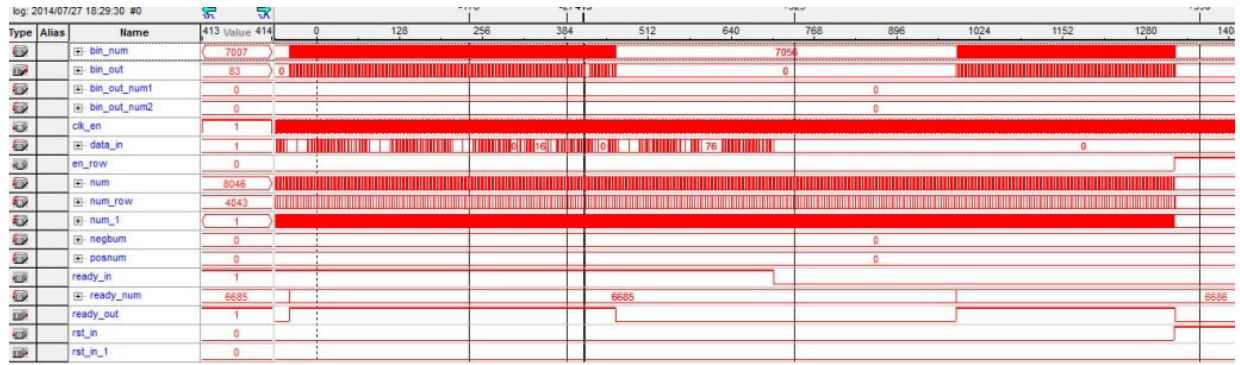 log: 2014/07/27 18:29:30 #0
Type Alias Name 413 Value 414 0 128 256 384 512 640 768 896 1024 1152 1280
bin_num 7007 7056
bin_out 83 0 0
bin_out_num1 0 0
bin_out_num2 0 0
clk_en 1
data_in 1 0 16 0 76 0
en_row 0
num 8046
num_row 4043
num_1 1
negbum 0 0
posnum 0 0
ready_in 1
ready_num 6685 6685 6686
ready_out 1
rst_in 0
rst_in_1 0